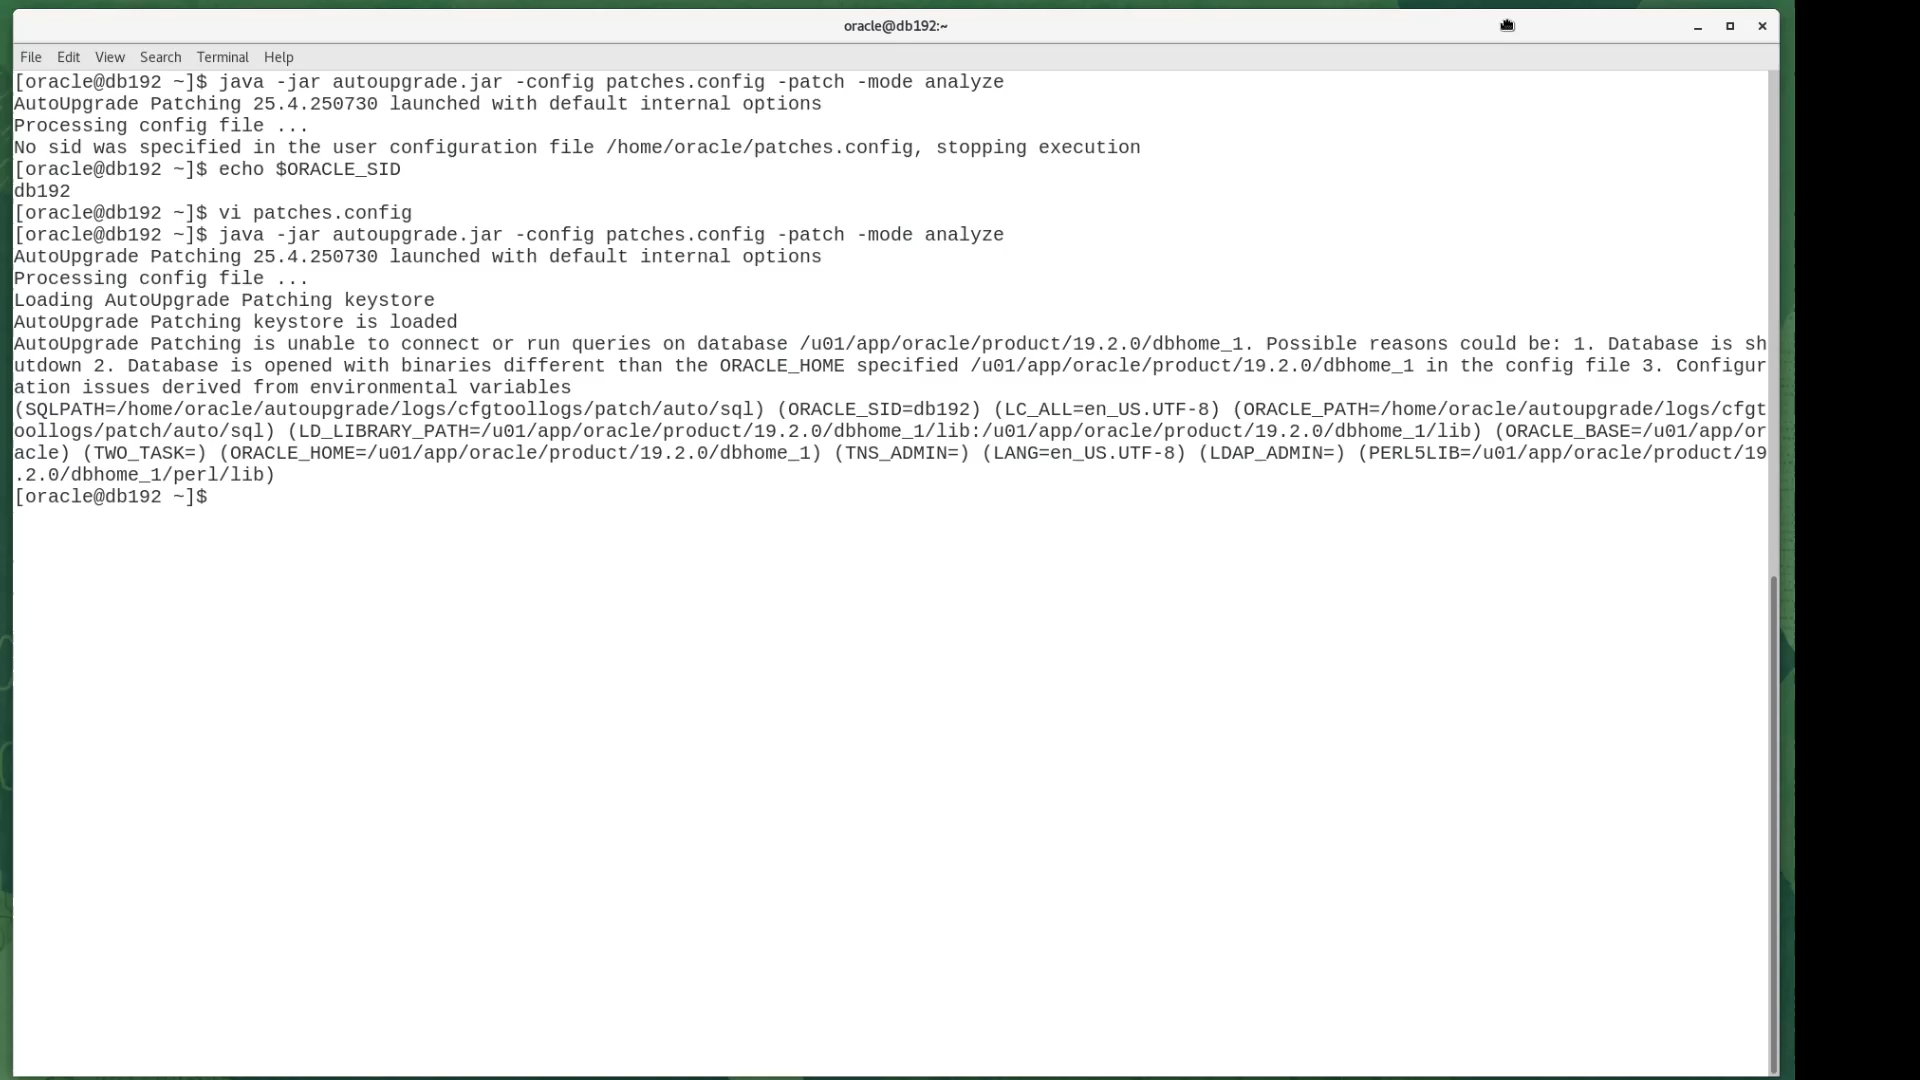 oracle@db192:~
File Edit View Search Terminal Help
[oracle@db192 ~]$ java -jar autoupgrade.jar -config patches.config -patch -mode analyze
AutoUpgrade Patching 25.4.250730 launched with default internal options
Processing config file ...
No sid was specified in the user configuration file /home/oracle/patches.config, stopping execution
[oracle@db192 ~]$ echo $ORACLE_SID
db192
[oracle@db192 ~]$ vi patches.config
[oracle@db192 ~]$ java -jar autoupgrade.jar -config patches.config -patch -mode analyze
AutoUpgrade Patching 25.4.250730 launched with default internal options
Processing config file ...
Loading AutoUpgrade Patching keystore
AutoUpgrade Patching keystore is loaded
AutoUpgrade Patching is unable to connect or run queries on database /u01/app/oracle/product/19.2.0/dbhome_1. Possible reasons could be: 1. Database is sh
utdown 2. Database is opened with binaries different than the ORACLE_HOME specified /u01/app/oracle/product/19.2.0/dbhome_1 in the config file 3. Configur
ation issues derived from environmental variables
(SQLPATH=/home/oracle/autoupgrade/logs/cfgtoollogs/patch/auto/sql) (ORACLE_SID=db192) (LC_ALL=en_US.UTF-8) (ORACLE_PATH=/home/oracle/autoupgrade/logs/cfgt
oollogs/patch/auto/sql) (LD_LIBRARY_PATH=/u01/app/oracle/product/19.2.0/dbhome_1/lib:/u01/app/oracle/product/19.2.0/dbhome_1/lib) (ORACLE_BASE=/u01/app/or
acle) (TWO_TASK=) (ORACLE_HOME=/u01/app/oracle/product/19.2.0/dbhome_1) (TNS_ADMIN=) (LANG=en_US.UTF-8) (LDAP_ADMIN=) (PERL5LIB=/u01/app/oracle/product/19
.2.0/dbhome_1/perl/lib)
[oracle@db192 ~]$